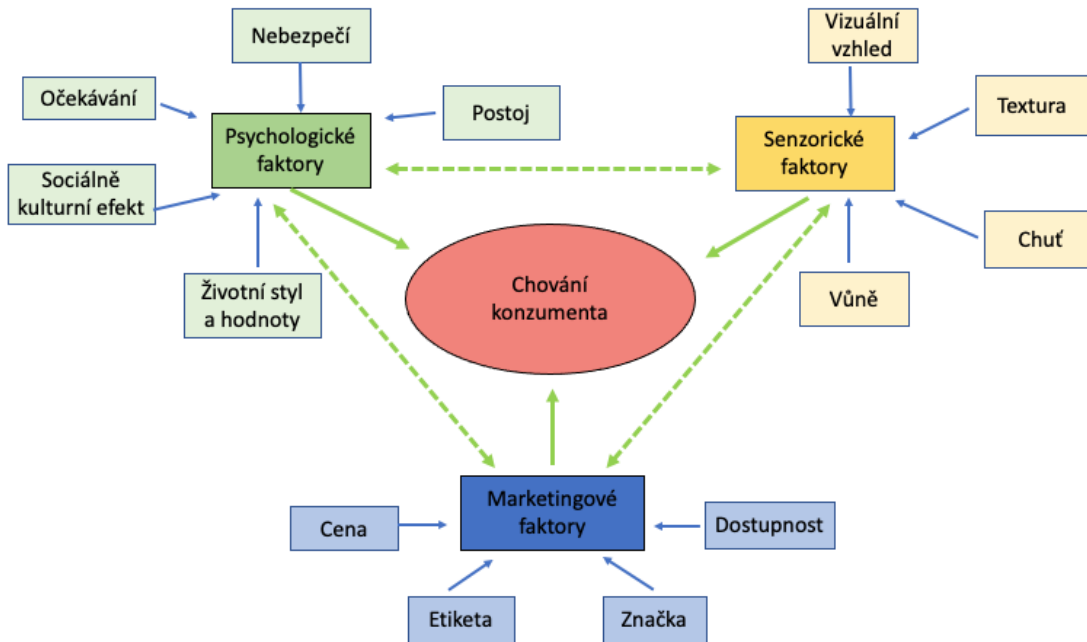 Nebezpečí
Vizuální
vzhled
Očekávání
Postoj
Textura
Psychologické
faktory
Senzorické
faktory
Sociálně
kulturní efekt
Chuť
Životní styl
a hodnoty
Chování
konzumenta
Vůně
Marketingové
faktory
Cena
Dostupnost
Etiketa
Značka